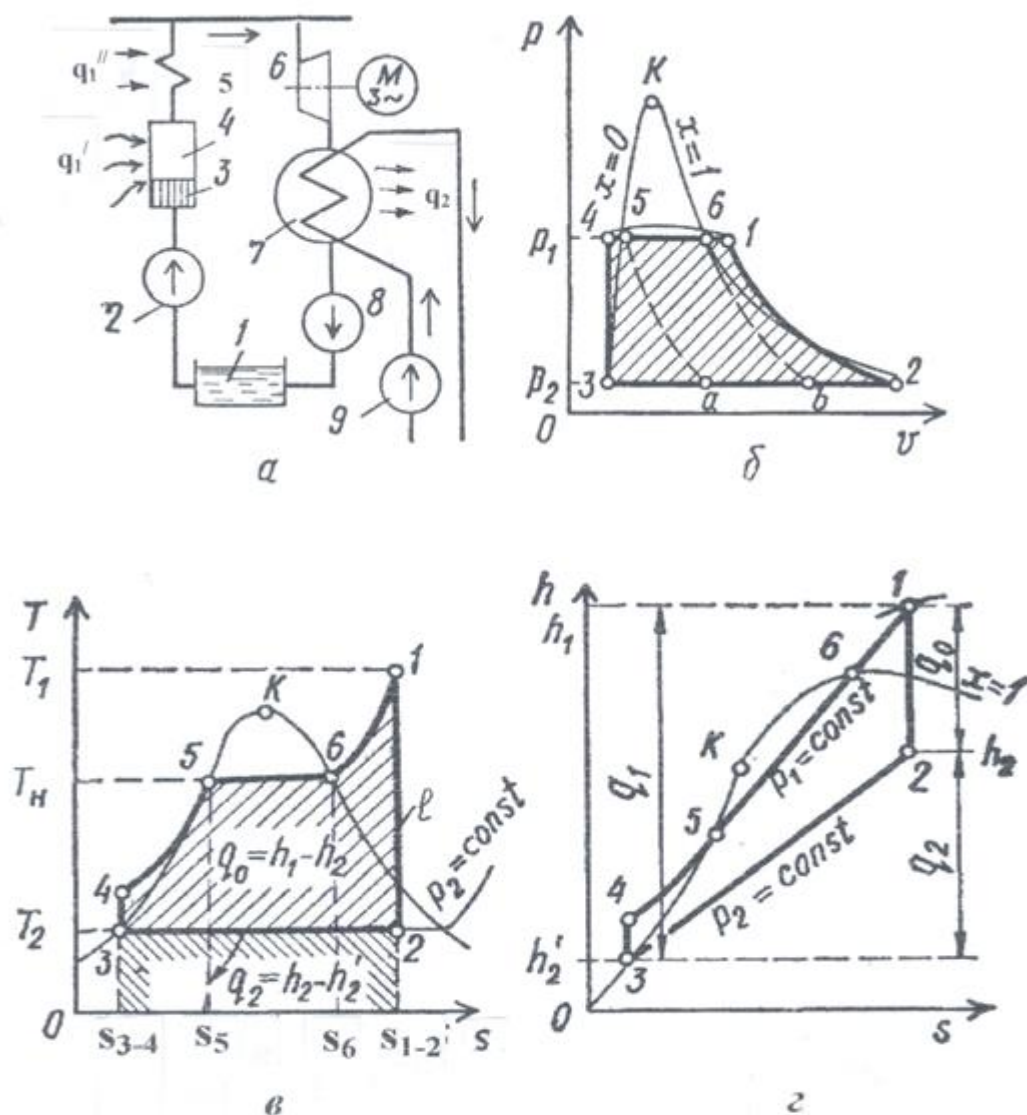 q₁′′
5
6
M
3~
q₁′
4
3
7
q₂
2
8
1
9
а
p
K
x=0
x=1
4
5
6
1
p₁
p₂
3
a
b
2
0
v
б
T
T₁
1
K
5
6
Tн
l
p₂=const
q₀=h₁-h₂
4
T₂
3
2
q₂=h₂-h₂′
0
s₃₋₄
s₅
s₆
s₁₋₂
s
в
h
h₁
1
6
q₀
x=1
K
p₁=const
q₁
2
h₂
5
p₂=const
q₂
4
h₂′
3
0
s
г